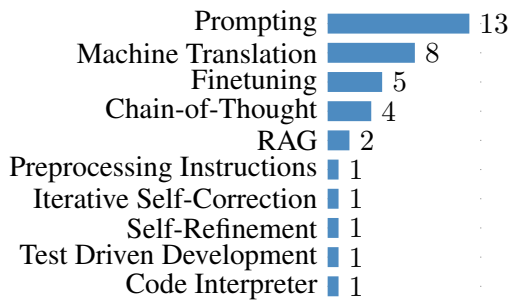 Prompting 13
Machine Translation 8
Finetuning 5
Chain-of-Thought 4
RAG 2
Preprocessing Instructions 1
Iterative Self-Correction 1
Self-Refinement 1
Test Driven Development 1
Code Interpreter 1